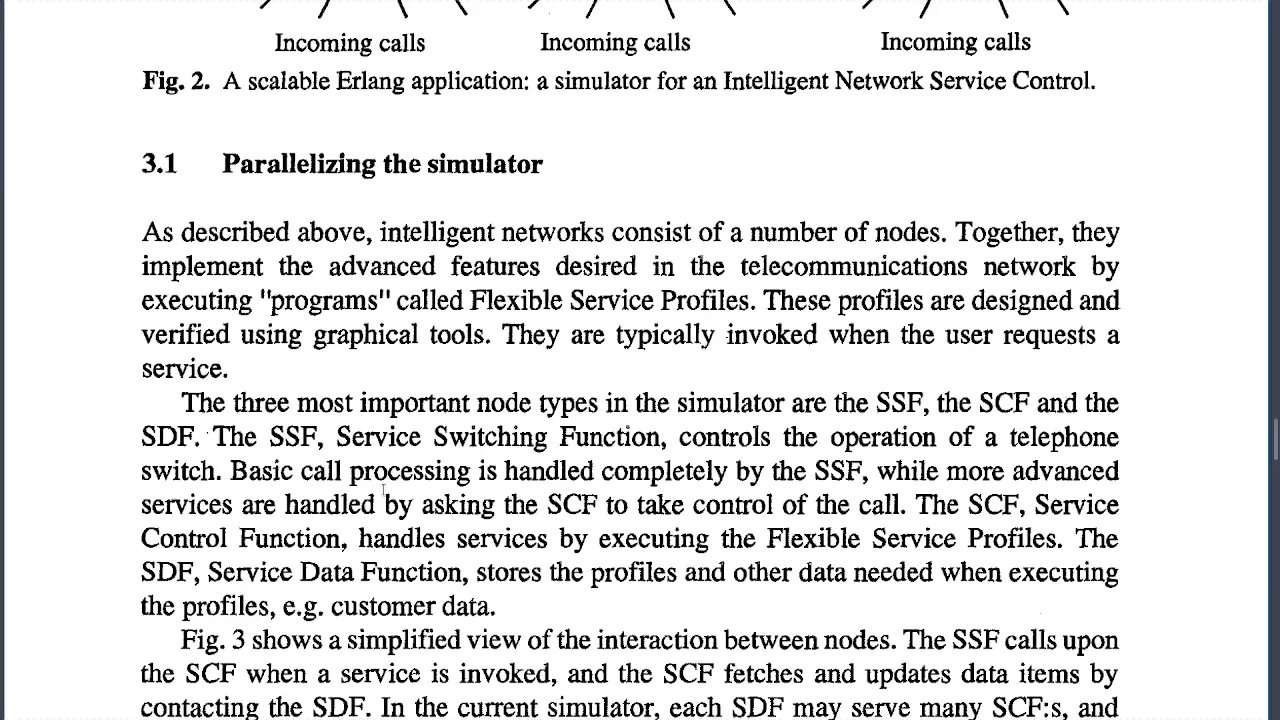 Incoming calls Incoming calls Incoming calls
Fig. 2. A scalable Erlang application: a simulator for an Intelligent Network Service Control.
3.1 Parallelizing the simulator
As described above, intelligent networks consist of a number of nodes. Together, they
implement the advanced features desired in the telecommunications network by
executing "programs" called Flexible Service Profiles. These profiles are designed and
verified using graphical tools. They are typically invoked when the user requests a
service.
The three most important node types in the simulator are the SSF, the SCF and the
SDF. The SSF, Service Switching Function, controls the operation of a telephone
switch. Basic call processing is handled completely by the SSF, while more advanced
services are handled by asking the SCF to take control of the call. The SCF, Service
Control Function, handles services by executing the Flexible Service Profiles. The
SDF, Service Data Function, stores the profiles and other data needed when executing
the profiles, e.g. customer data.
Fig. 3 shows a simplified view of the interaction between nodes. The SSF calls upon
the SCF when a service is invoked, and the SCF fetches and updates data items by
contacting the SDF. In the current simulator, each SDF may serve many SCF:s, and